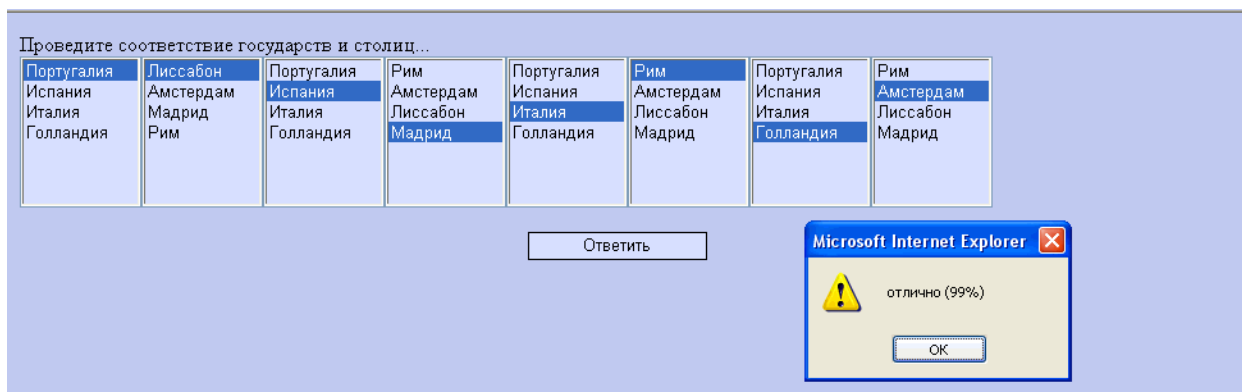 Проведите соответствие государств и столиц...
Португалия Лиссабон Португалия Рим Португалия Рим Португалия Рим
Испания Амстердам Испания Амстердам Испания Амстердам Испания Амстердам
Италия Мадрид Италия Лиссабон Италия Лиссабон Италия Лиссабон
Голландия Рим Голландия Мадрид Голландия Мадрид Голландия Мадрид
Ответить
Microsoft Internet Explorer
отлично (99%)
ОК